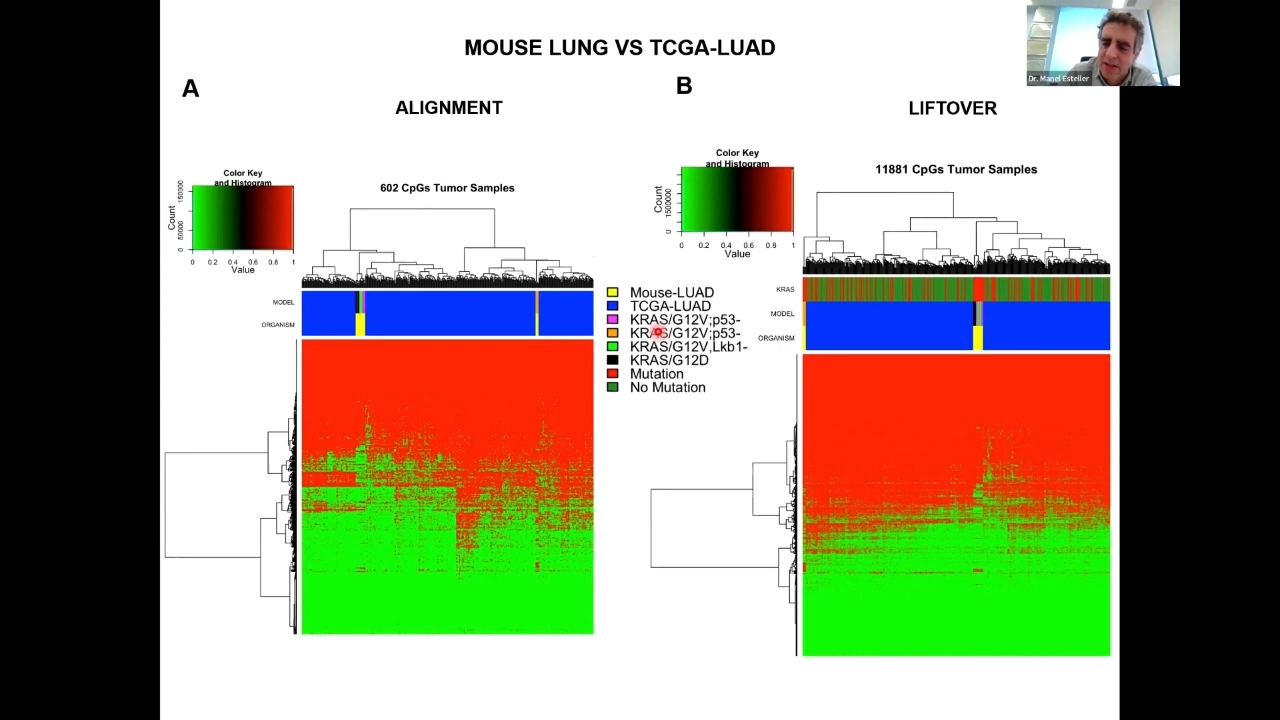 MOUSE LUNG VS TCGA-LUAD
Dr. Manel Esteller
A
ALIGNMENT
Color Key
and Histogram
Count
0 50000 150000
0 0.2 0.4 0.6 0.8 1
Value
602 CpGs Tumor Samples
MODEL
ORGANISM
Mouse-LUAD
TCGA-LUAD
KRAS/G12V;p53-
KRAS/G12V;p53-
KRAS/G12V,Lkb1-
KRAS/G12D
Mutation
No Mutation
B
LIFTOVER
Color Key
and Histogram
Count
0 1500000
0 0.2 0.4 0.6 0.8 1
Value
11881 CpGs Tumor Samples
KRAS
MODEL
ORGANISM